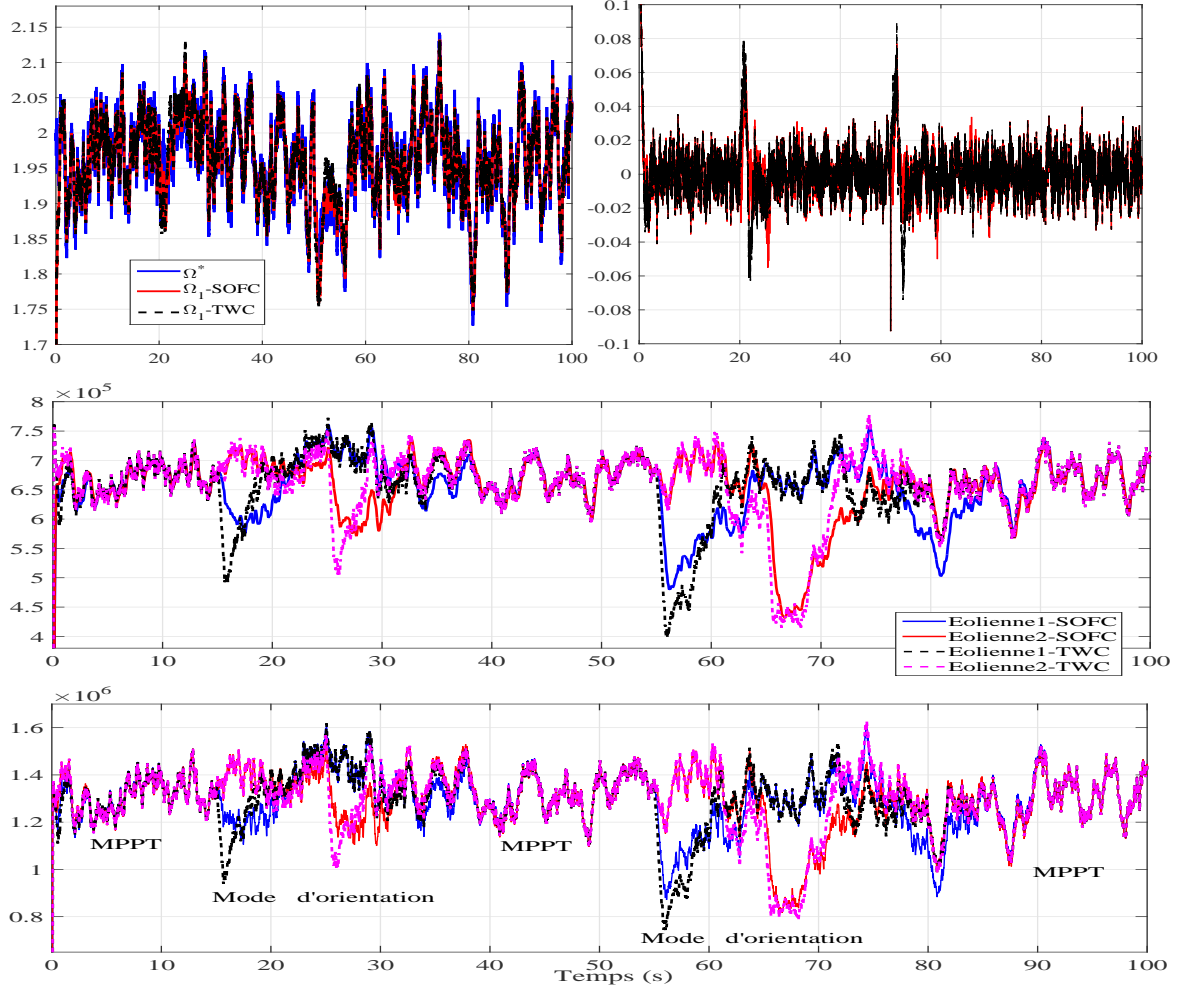 2.15
2.1
2.05
2
1.95
1.9
1.85
1.8
1.75
1.7
0 20 40 60 80 100
Ω*
Ω1-SOFC
Ω1-TWC
0.1
0.08
0.06
0.04
0.02
0
-0.02
-0.04
-0.06
-0.08
-0.1
0 20 40 60 80 100
×10^5
8
7.5
7
6.5
6
5.5
5
4.5
4
0 10 20 30 40 50 60 70 80 90 100
Eolienne1-SOFC
Eolienne2-SOFC
Eolienne1-TWC
Eolienne2-TWC
×10^6
1.6
1.4
1.2
1
0.8
MPPT
MPPT
MPPT
Mode d'orientation
Mode d'orientation
0 10 20 30 40 50 60 70 80 90 100
Temps (s)